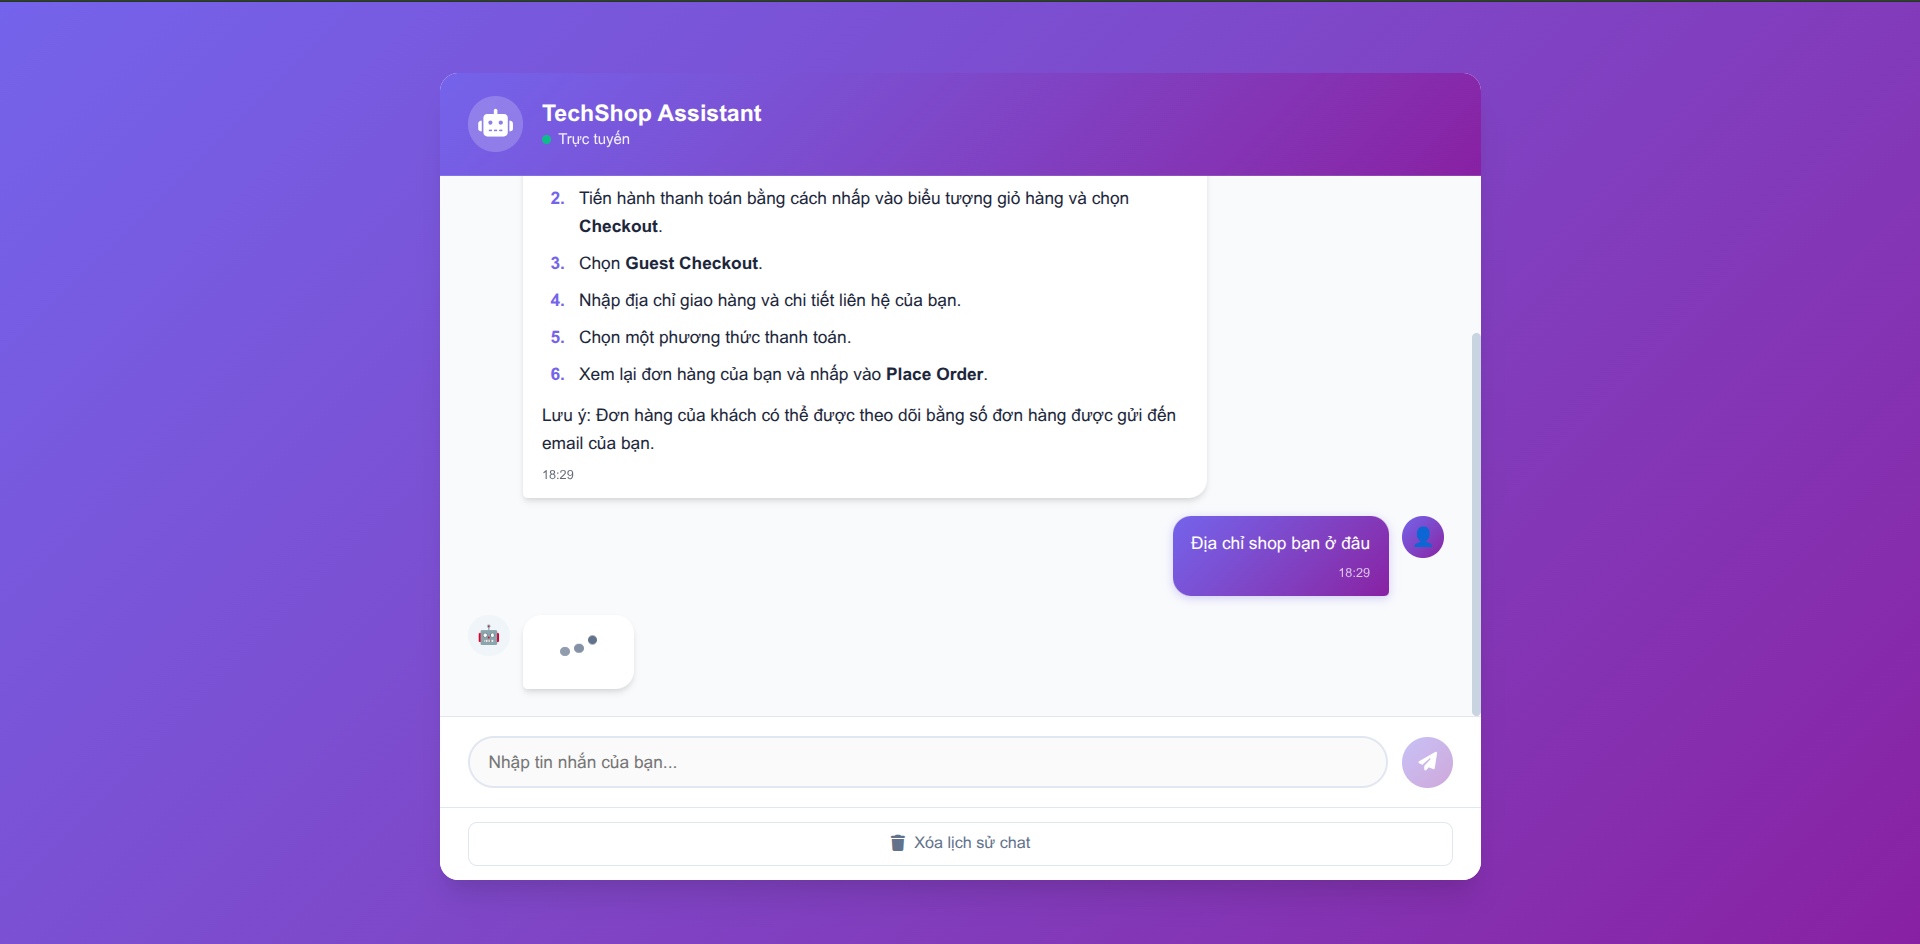 TechShop Assistant
Trực tuyến
2. Tiến hành thanh toán bằng cách nhấp vào biểu tượng giỏ hàng và chọn
Checkout.
3. Chọn Guest Checkout.
4. Nhập địa chỉ giao hàng và chi tiết liên hệ của bạn.
5. Chọn một phương thức thanh toán.
6. Xem lại đơn hàng của bạn và nhấp vào Place Order.
Lưu ý: Đơn hàng của khách có thể được theo dõi bằng số đơn hàng được gửi đến
email của bạn.
18:29
Địa chỉ shop bạn ở đâu
18:29
Nhập tin nhắn của bạn...
Xóa lịch sử chat